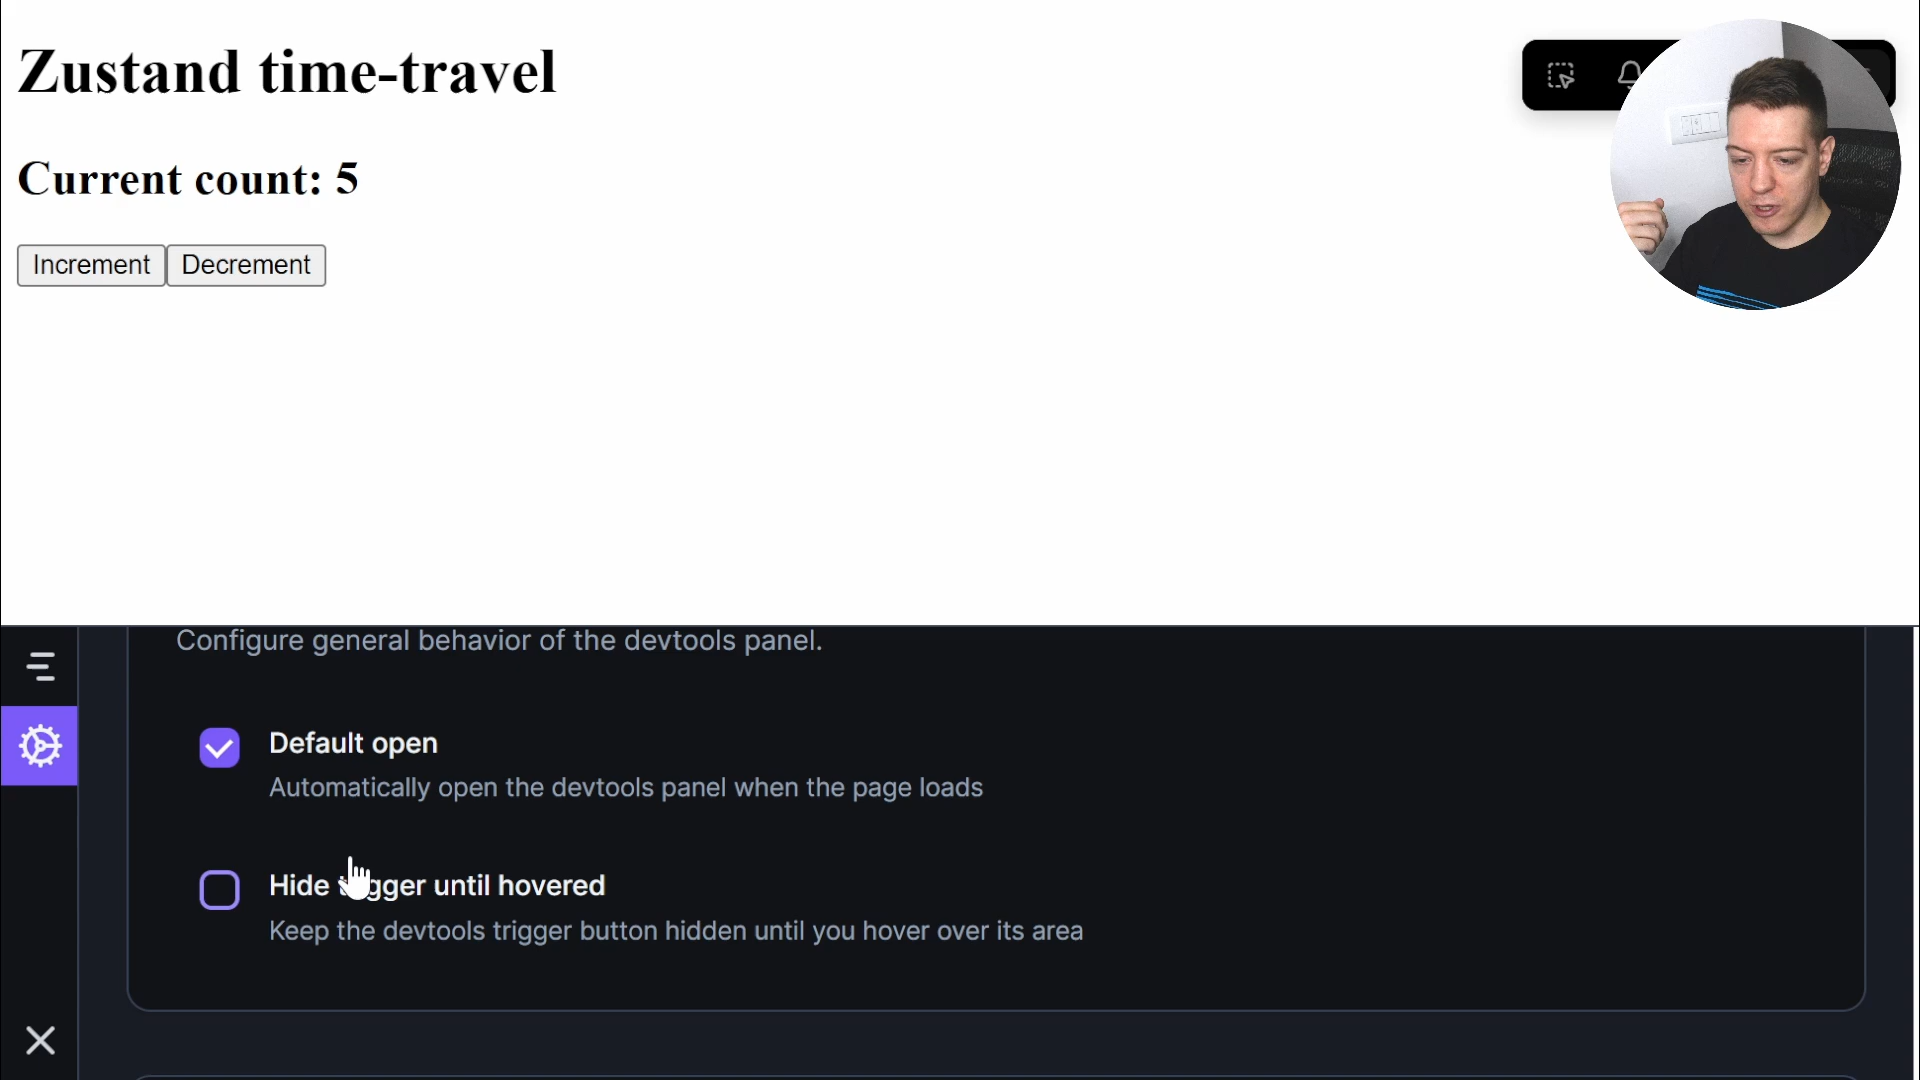 Zustand time-travel
Current count: 5
Increment Decrement
Configure general behavior of the devtools panel.
Default open
Automatically open the devtools panel when the page loads
Hide trigger until hovered
Keep the devtools trigger button hidden until you hover over its area